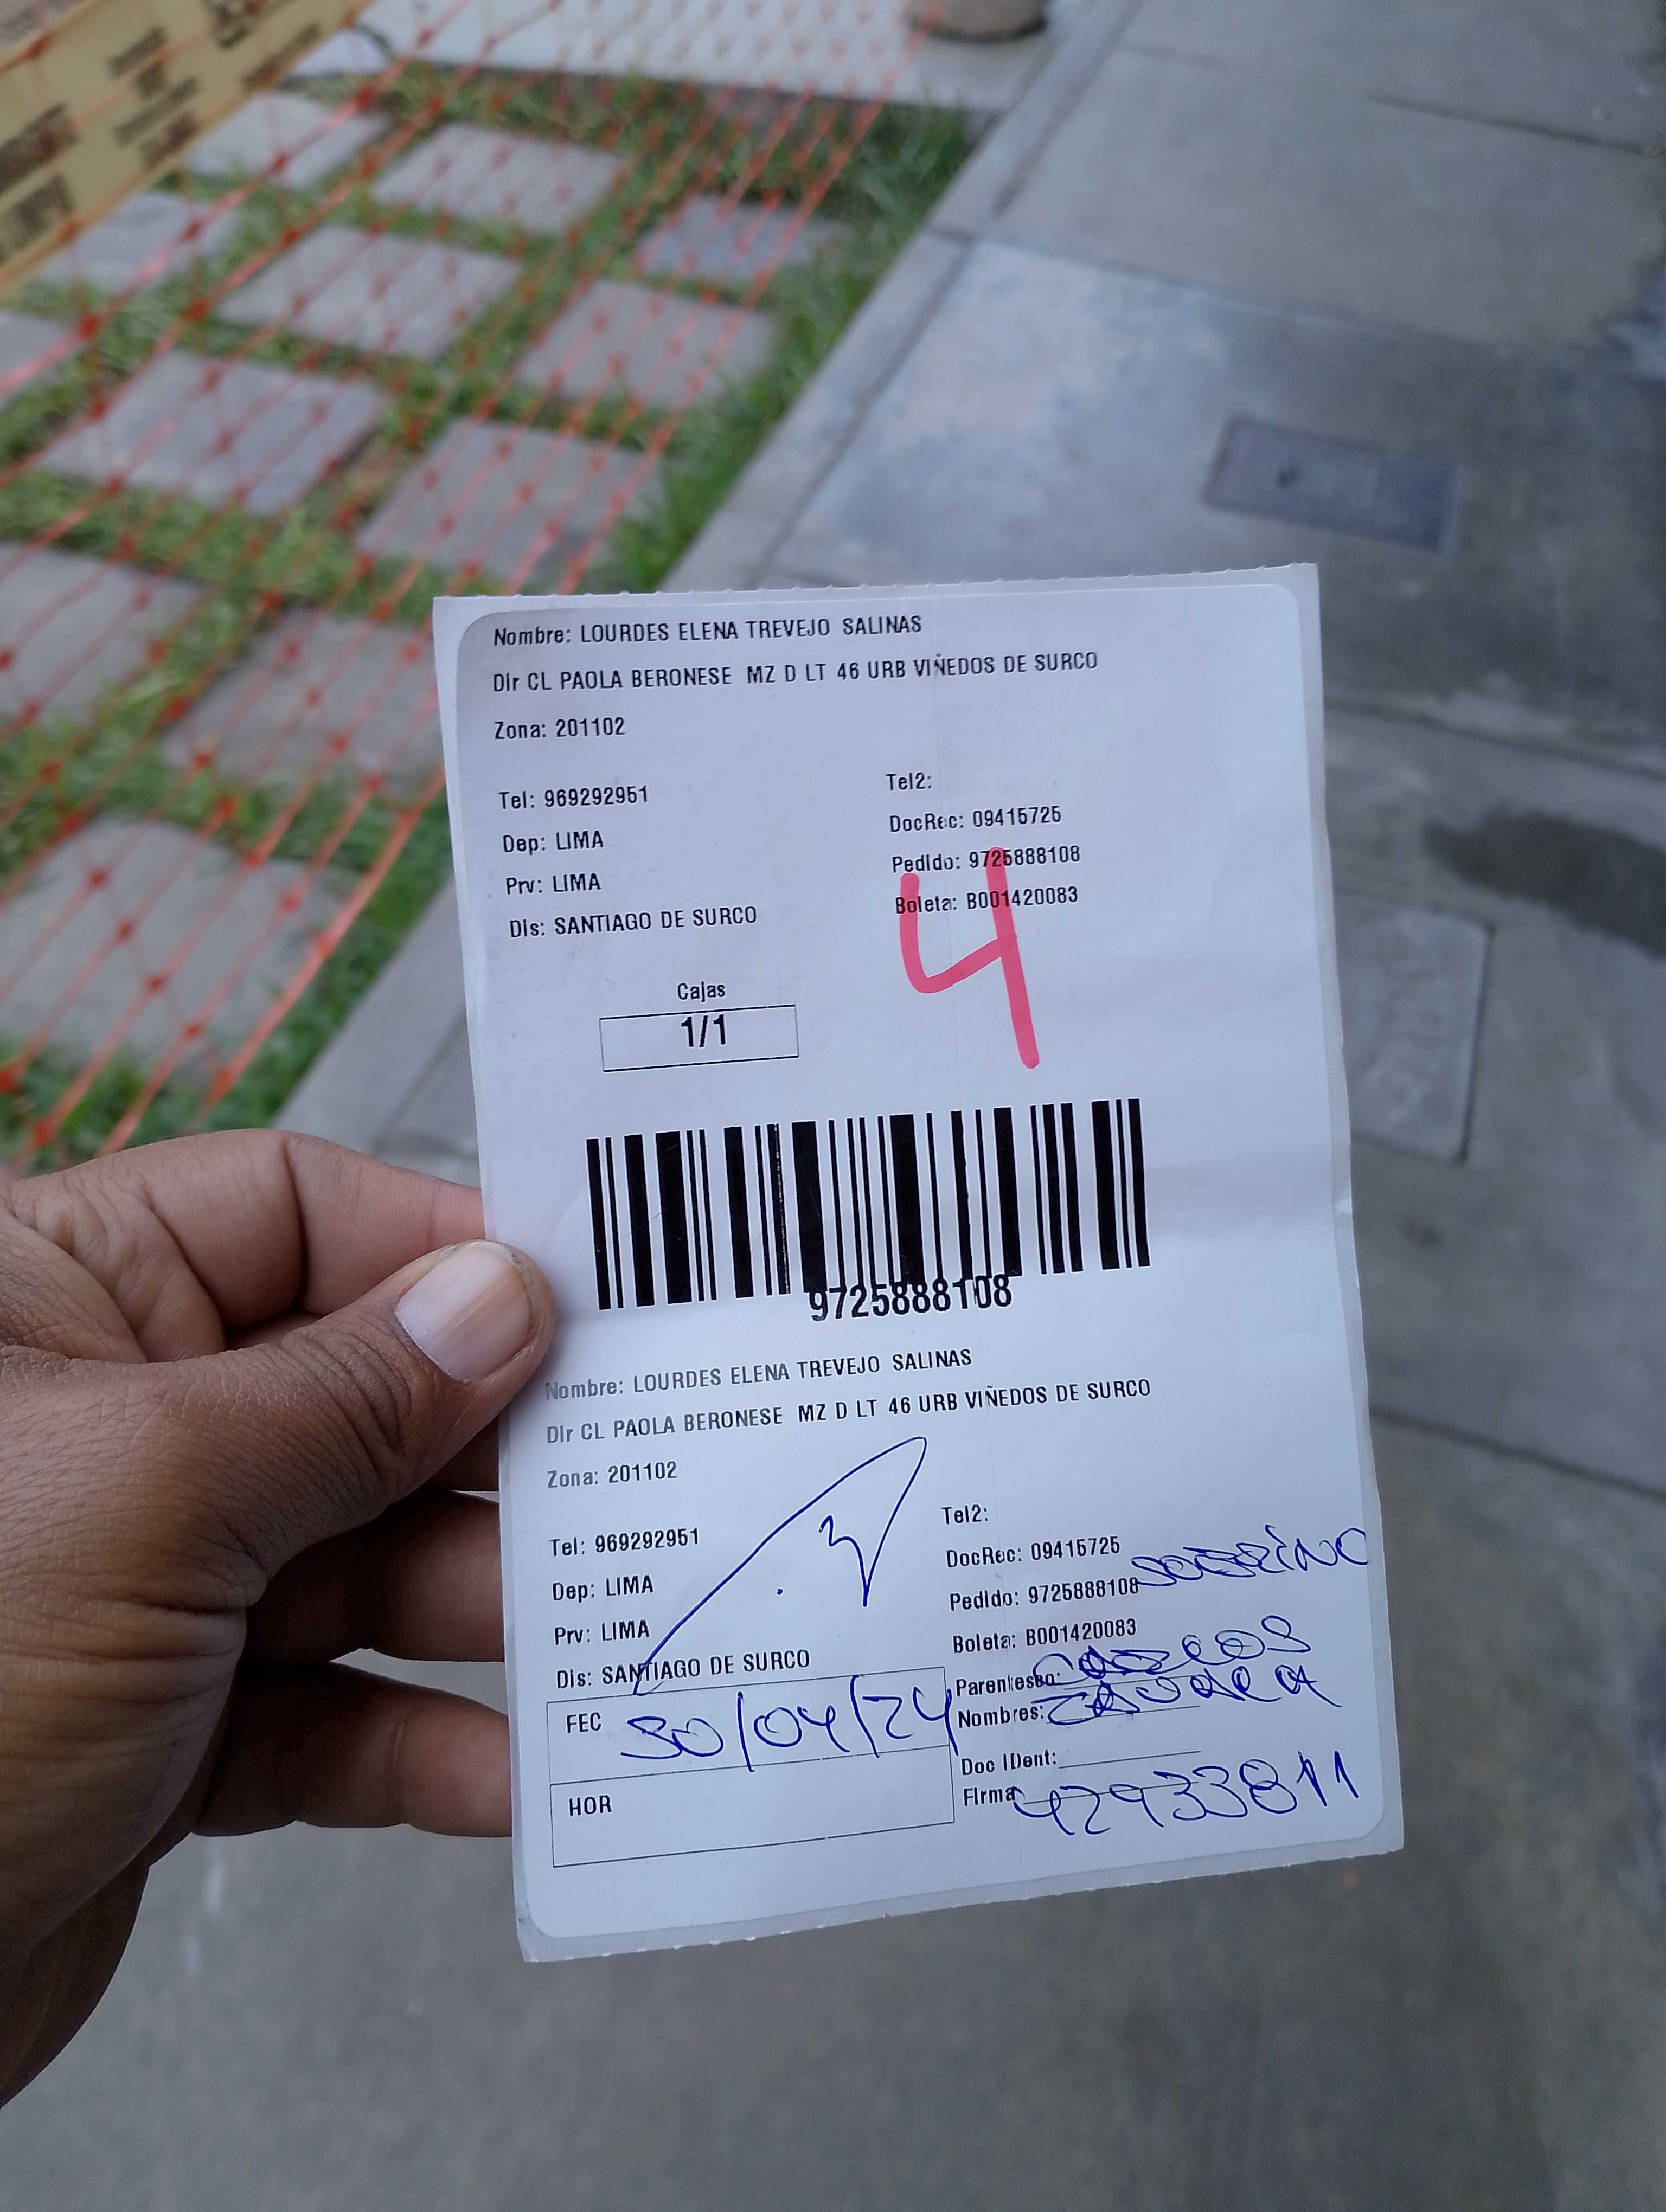 Nombre: LOURDES ELENA TREVEJO SALINAS
Dir CL PAOLA BERONESE MZ D LT 46 URB VIÑEDOS DE SURCO
Zona: 201102
Tel: 969292951
Tel2:
Dep: LIMA
DocRec: 09415725
Prv: LIMA
Pedido: 9725888108
Dis: SANTIAGO DE SURCO
Boleta: B001420083
4
Cajas
1/1
9725888108
Nombre: LOURDES ELENA TREVEJO SALINAS
Dir CL PAOLA BERONESE MZ D LT 46 URB VIÑEDOS DE SURCO
Zona: 201102
Tel: 969292951
Tel2:
Dep: LIMA
DocRec: 09415725
SOBRINO
Prv: LIMA
Pedido: 9725888108
Dis: SANTIAGO DE SURCO
Boleta: B001420083
Parentesco: CARLOS
FEC 30/04/24
Nombres: ZAVALA
Doc IDent:
HOR
Firma 42933811